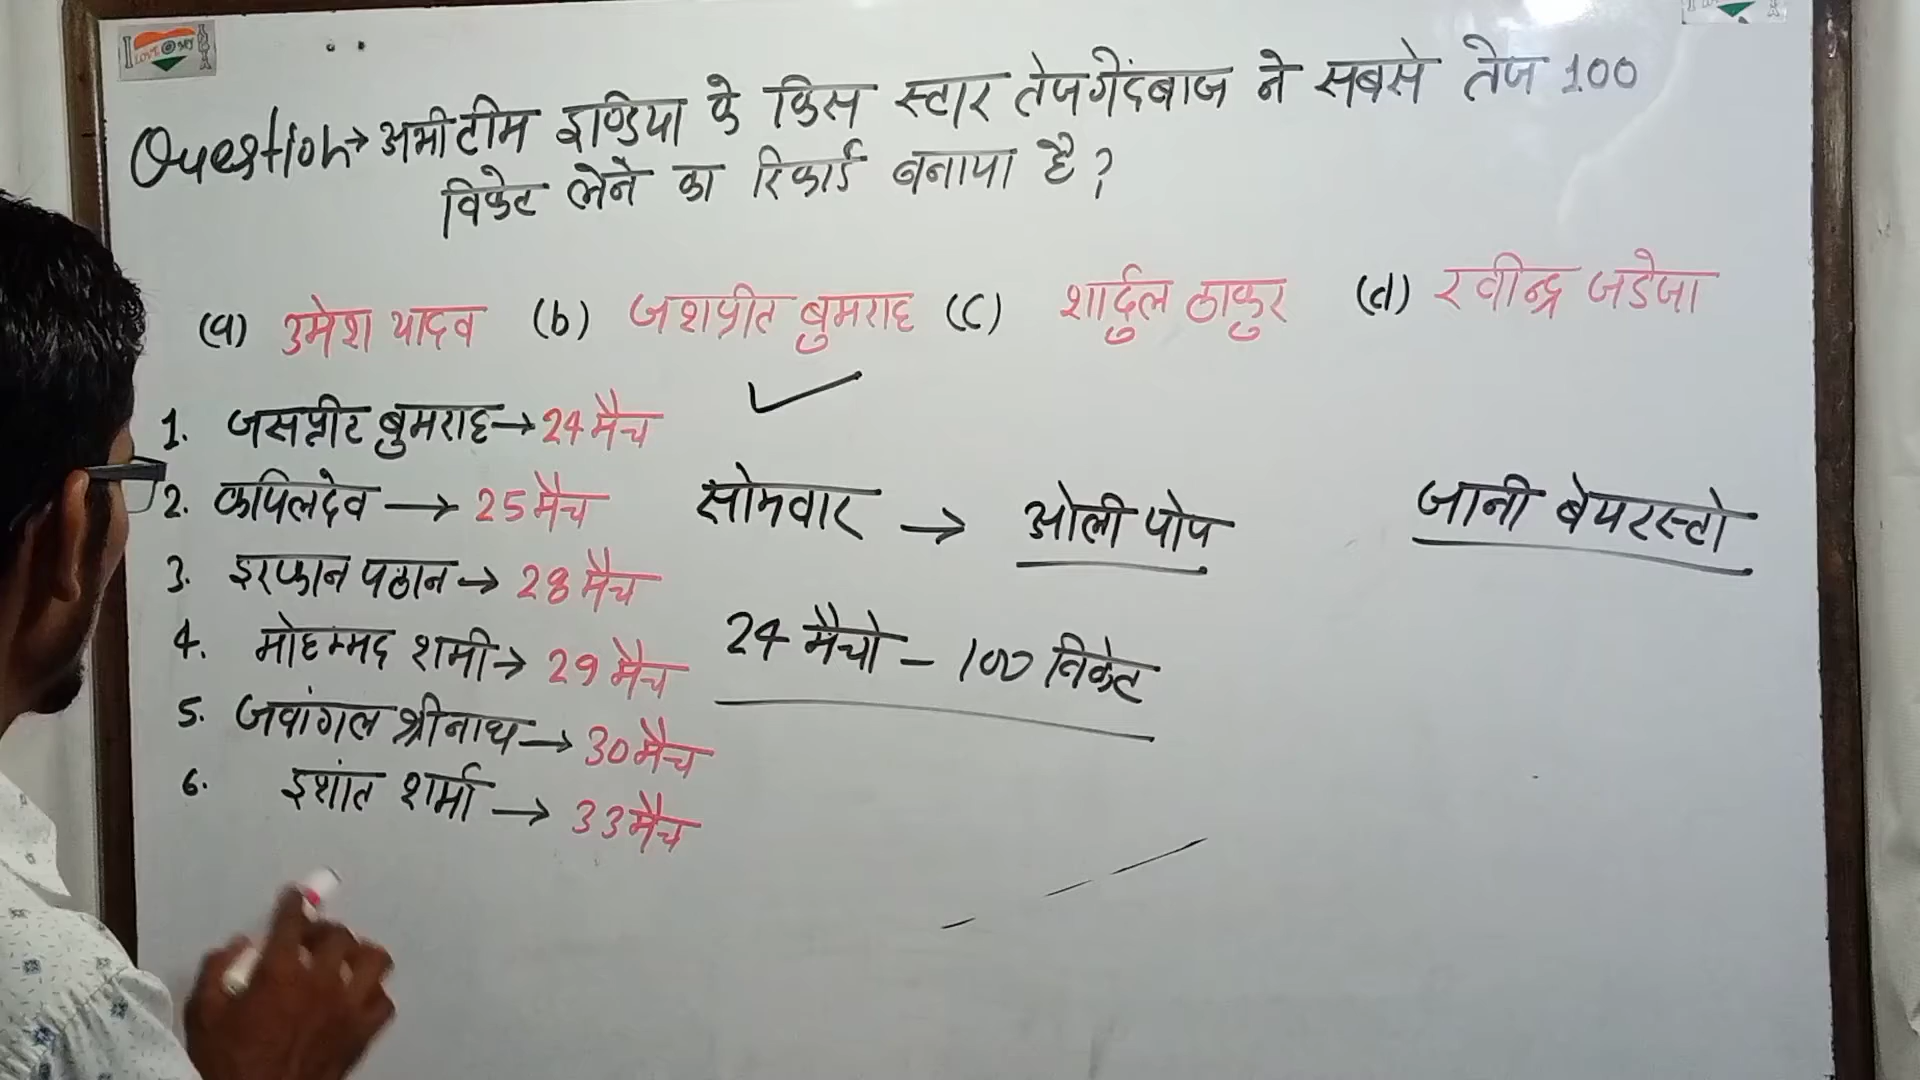 I LOVE MY
Question→ अभी टीम इण्डिया के किस स्टार तेजगेंदबाज ने सबसे तेज 100
विकेट लेने का रिकार्ड बनाया है?
(a) उमेश यादव (b) जशप्रीत बुमराह (c) शार्दुल ठाकुर (d) रवीन्द्र जडेजा
1. जसप्रीट बुमराह→24 मैच
2. कपिलदेव → 25 मैच
सोमवार → ओली पोप जानी बेयरस्टो
3. इरफान पठान→ 28 मैच
4. मोहम्मद शमी→ 29 मैच
24 मैचो – 100 विकेट
5. जवांगल श्रीनाथ→ 30 मैच
6. इशांत शर्मा → 33 मैच